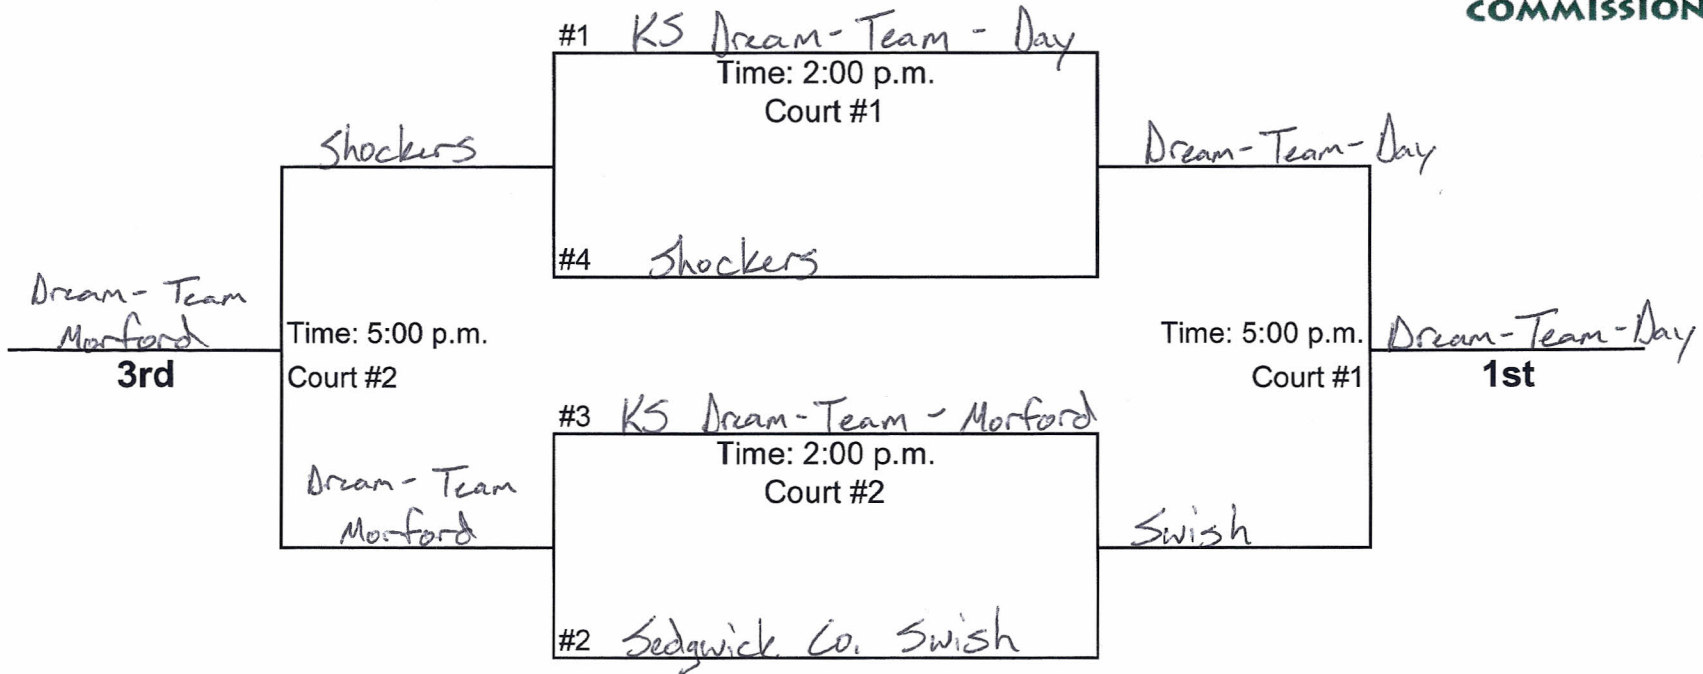 COMMISSION
#1 KS Dream-Team-Day
Time: 2:00 p.m.
Court #1
Shockers
Dream-Team-Day
#4 Shockers
Dream-Team
Morford
3rd
Time: 5:00 p.m.
Court #2
Time: 5:00 p.m.
Court #1
Dream-Team-Day
1st
#3 KS Dream-Team-Morford
Time: 2:00 p.m.
Court #2
Dream-Team
Morford
Swish
#2 Sedgwick Co. Swish